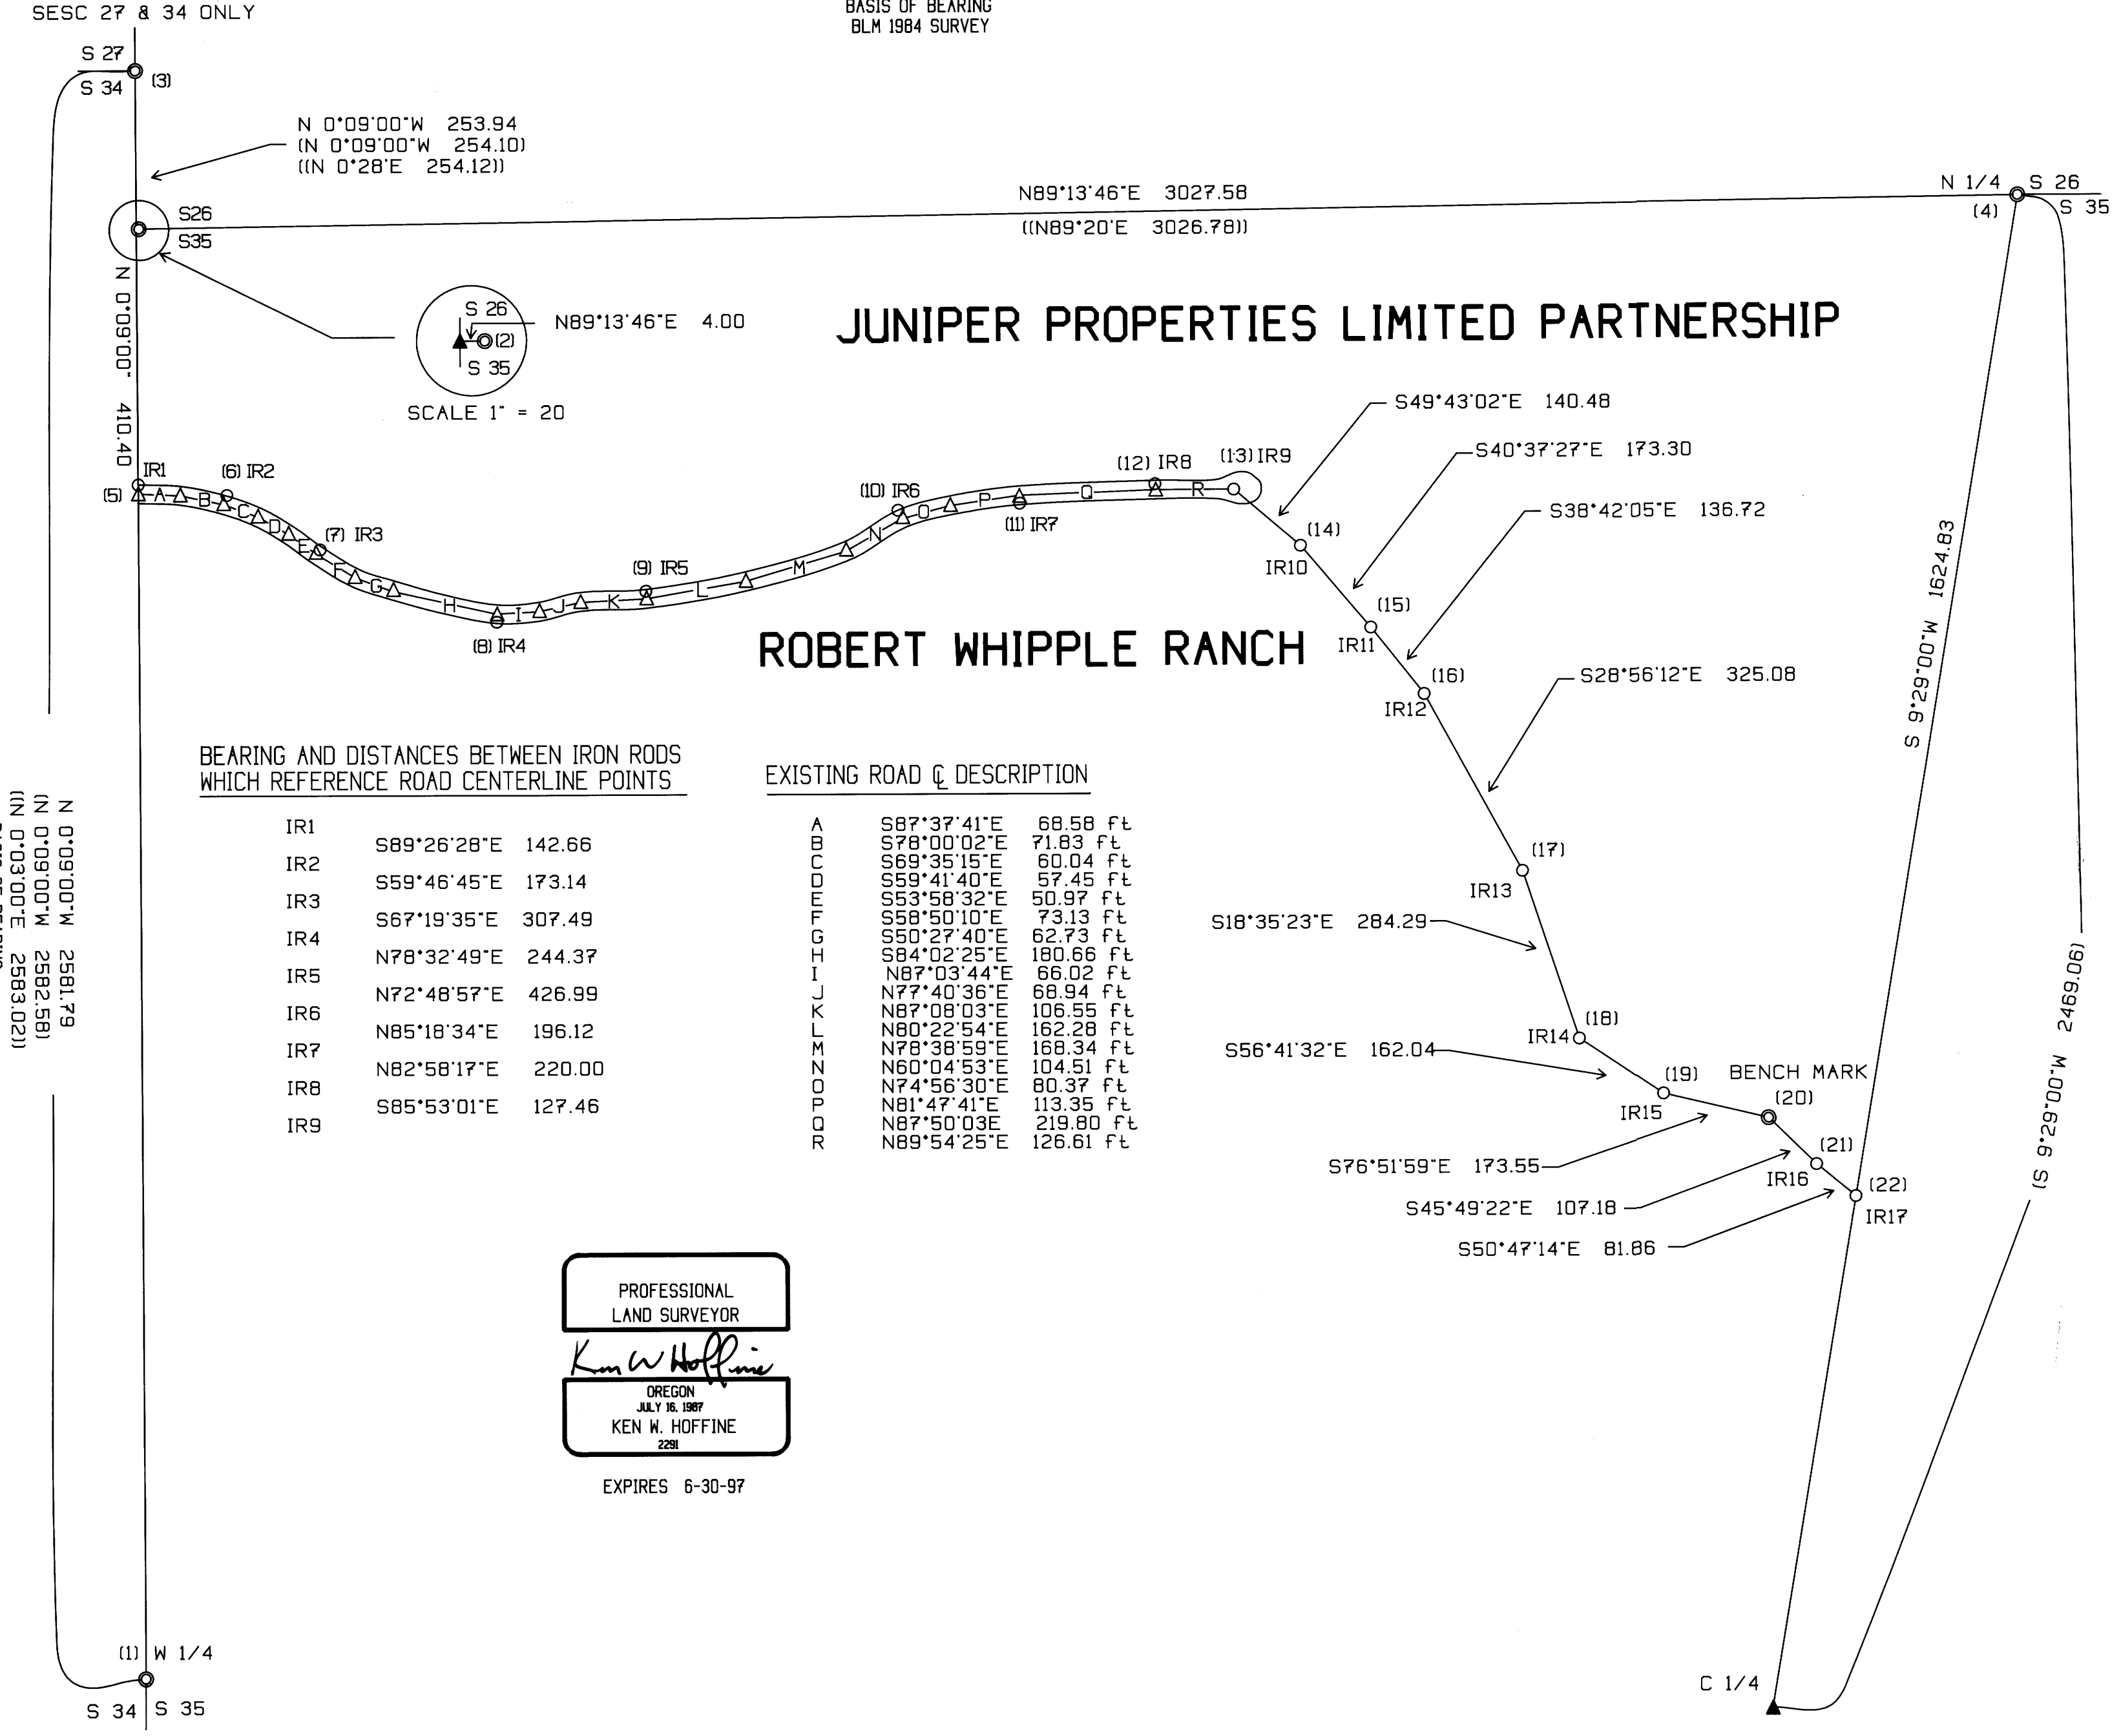 SESC 27 & 34 ONLY
BASIS OF BEARING
BLM 1984 SURVEY
S 27
S 34
(3)
N 0°09'00"W 253.94
(N 0°09'00"W 254.10)
((N 0°28'E 254.12))
N89°13'46"E 3027.58
((N89°20'E 3026.78))
N 1/4
S 26
(4)
S 35
S26
S35
N 0°09'00" 410.40
S 26
(2)
S 35
N89°13'46"E 4.00
SCALE 1" = 20
JUNIPER PROPERTIES LIMITED PARTNERSHIP
S49°43'02"E 140.48
S40°37'27"E 173.30
S38°42'05"E 136.72
S28°56'12"E 325.08
(5)
IR1
(6) IR2
(7) IR3
(8) IR4
(9) IR5
(10) IR6
(11) IR7
(12) IR8
(13) IR9
A B C D E F G H I J K L M N O P Q R
(14)
IR10
(15)
IR11
(16)
IR12
(17)
IR13
S 9°29'00"W 1624.83
ROBERT WHIPPLE RANCH
BEARING AND DISTANCES BETWEEN IRON RODS
WHICH REFERENCE ROAD CENTERLINE POINTS
IR1
S89°26'28"E 142.66
IR2
S59°46'45"E 173.14
IR3
S67°19'35"E 307.49
IR4
N78°32'49"E 244.37
IR5
N72°48'57"E 426.99
IR6
N85°18'34"E 196.12
IR7
N82°58'17"E 220.00
IR8
S85°53'01"E 127.46
IR9
EXISTING ROAD ℄ DESCRIPTION
A S87°37'41"E 68.58 ft
B S78°00'02"E 71.83 ft
C S69°35'15"E 60.04 ft
D S59°41'40"E 57.45 ft
E S53°58'32"E 50.97 ft
F S58°50'10"E 73.13 ft
G S50°27'40"E 62.73 ft
H S84°02'25"E 180.66 ft
I N87°03'44"E 66.02 ft
J N77°40'36"E 68.94 ft
K N87°08'03"E 106.55 ft
L N80°22'54"E 162.28 ft
M N78°38'59"E 168.34 ft
N N60°04'53"E 104.51 ft
O N74°56'30"E 80.37 ft
P N81°47'41"E 113.35 ft
Q N87°50'03E 219.80 ft
R N89°54'25"E 126.61 ft
N 0°09'00"W 2581.79
(N 0°09'00"W 2582.58)
((N 0°03'00"E 2583.02))
S18°35'23"E 284.29
(18)
IR14
S56°41'32"E 162.04
(19)
IR15
BENCH MARK
(20)
S76°51'59"E 173.55
(21)
IR16
S45°49'22"E 107.18
(22)
IR17
S50°47'14"E 81.86
(S 9°29'00"W 2469.06)
PROFESSIONAL
LAND SURVEYOR
Ken W Hoffine
OREGON
JULY 16, 1987
KEN W. HOFFINE
2291
EXPIRES 6-30-97
(1)
W 1/4
S 34
S 35
C 1/4